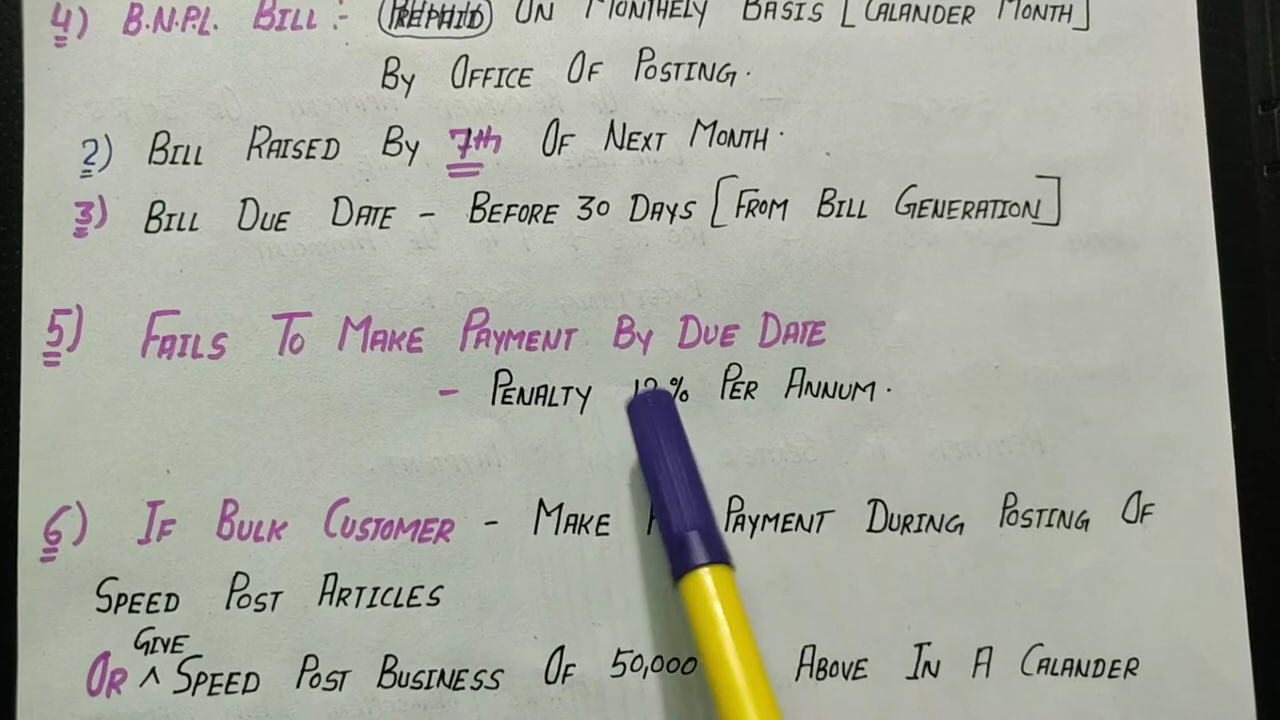 4) B.N.P.L. BILL :- PREPAID ON MONTHELY BASIS [CALANDER MONTH]
BY OFFICE OF POSTING.
2) BILL RAISED BY 7th OF NEXT MONTH.
3) BILL DUE DATE - BEFORE 30 DAYS [FROM BILL GENERATION]
5) FAILS TO MAKE PAYMENT BY DUE DATE
- PENALTY 12% PER ANNUM.
6) IF BULK CUSTOMER - MAKE PAYMENT DURING POSTING OF
SPEED POST ARTICLES
GIVE
OR ^ SPEED POST BUSINESS OF 50,000 ABOVE IN A CALANDER